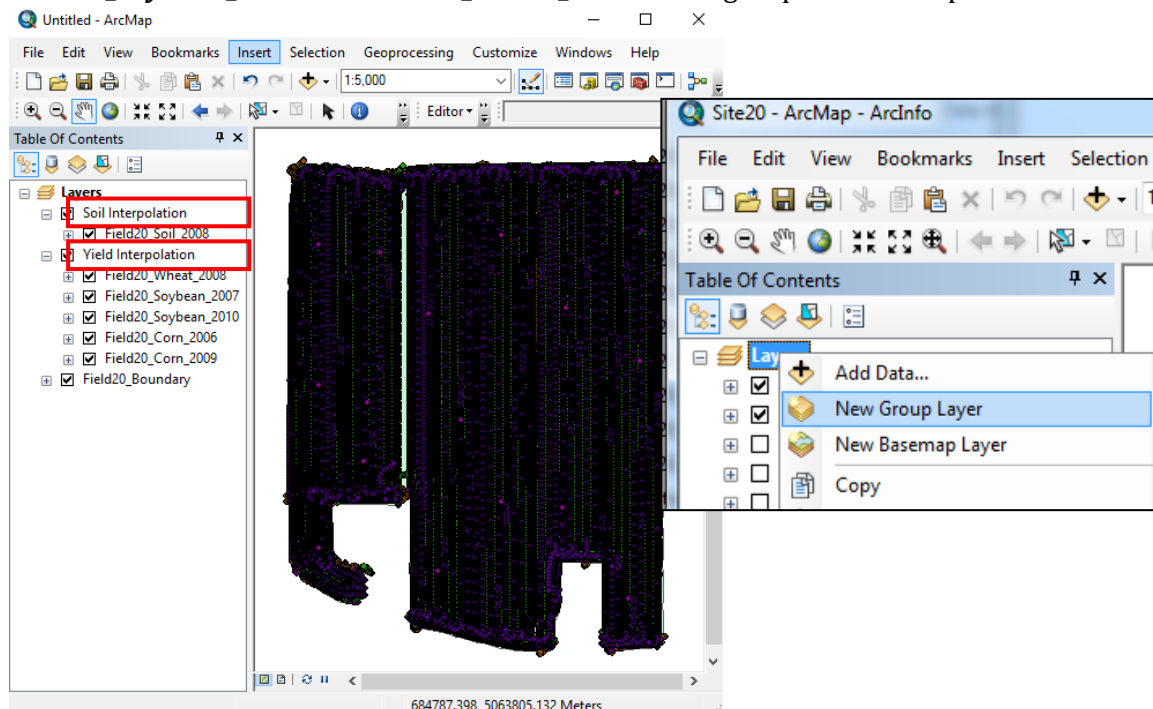 Untitled - ArcMap
File Edit View Bookmarks Insert Selection Geoprocessing Customize Windows Help
1:5,000
Editor
Table Of Contents
Layers
Soil Interpolation
Field20_Soil_2008
Yield Interpolation
Field20_Wheat_2008
Field20_Soybean_2007
Field20_Soybean_2010
Field20_Corn_2006
Field20_Corn_2009
Field20_Boundary
684787.398 5063805.132 Meters
Site20 - ArcMap - ArcInfo
File Edit View Bookmarks Insert Selection
Table Of Contents
Add Data...
New Group Layer
New Basemap Layer
Copy